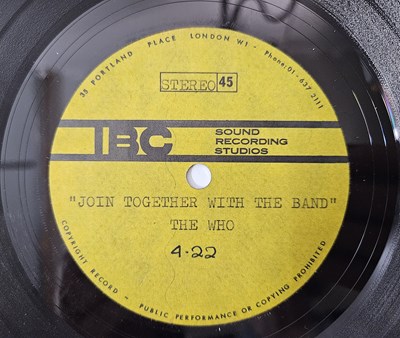 35 PORTLAND PLACE LONDON W1 - Phone: 01-637 2111
STEREO 45
IBC
SOUND
RECORDING
STUDIOS
"JOIN TOGETHER WITH THE BAND"
THE WHO
4.22
COPYRIGHT RECORD - PUBLIC PERFORMANCE OR COPYING PROHIBITED